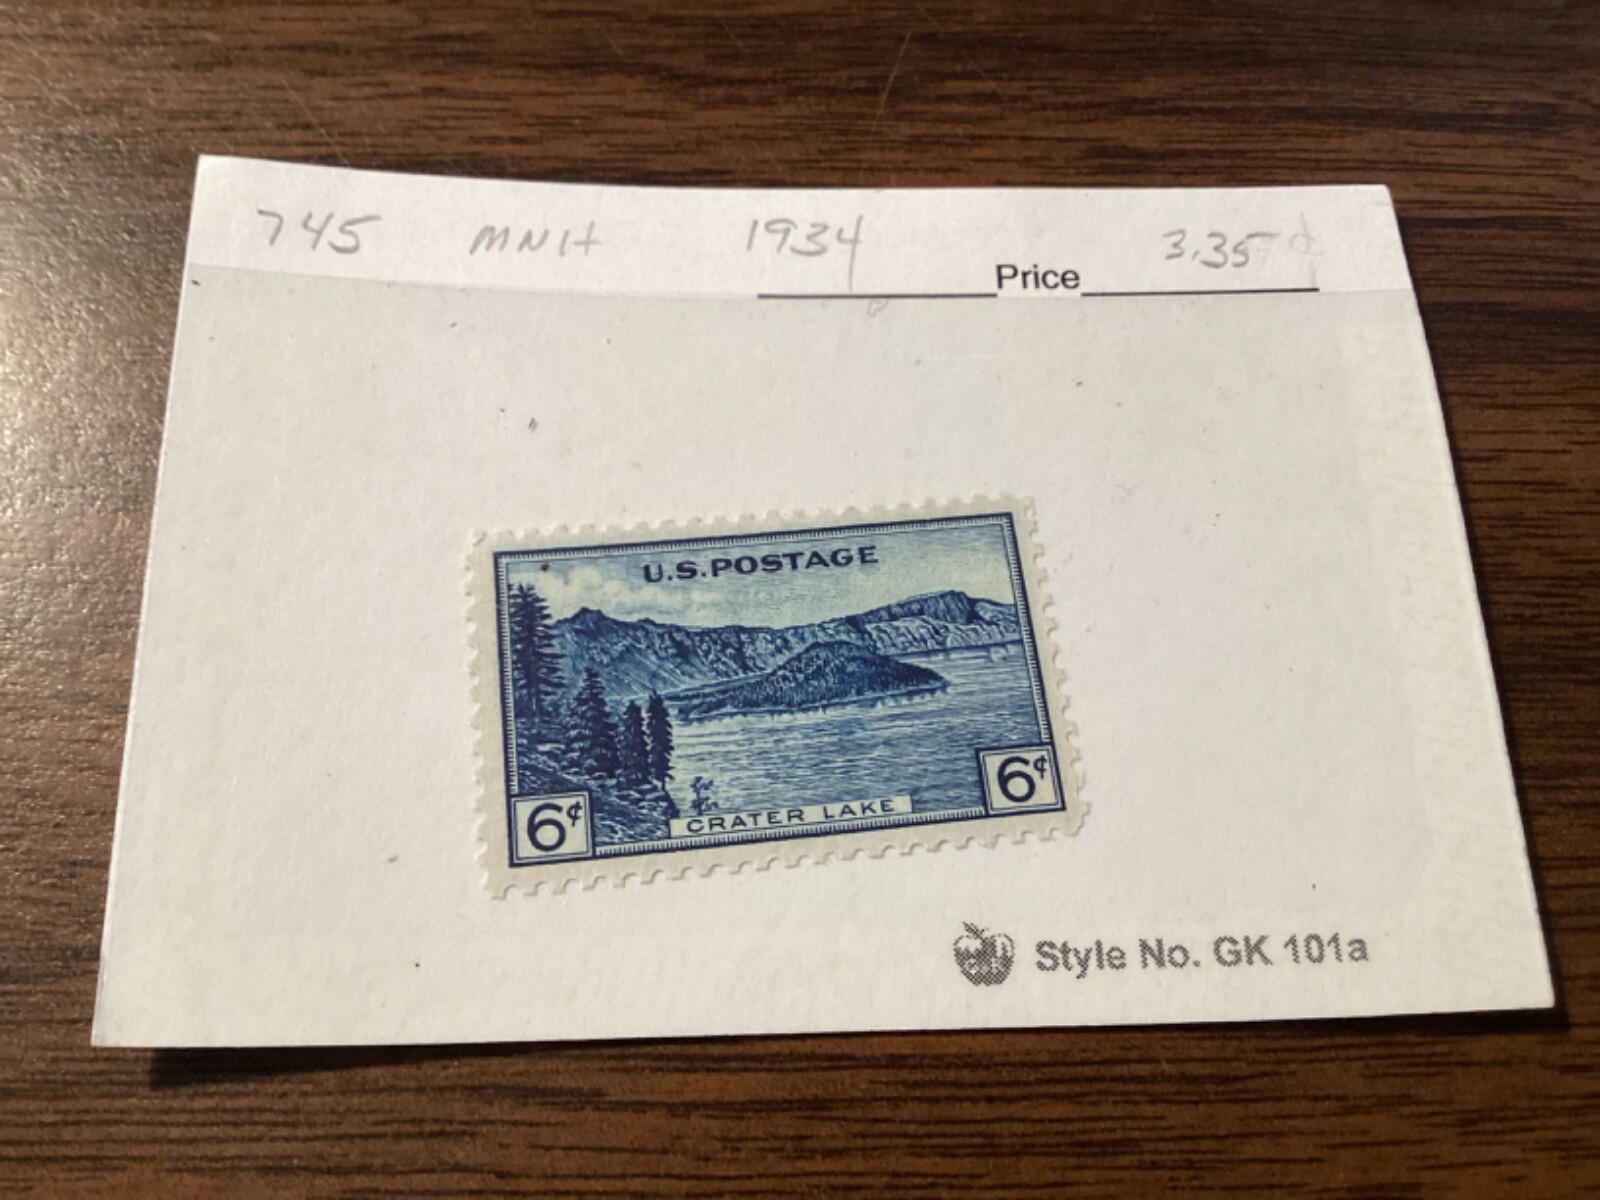 745 MNH 1934 3.35
Price
U.S. POSTAGE
6¢ 6¢
CRATER LAKE
Style No. GK 101a